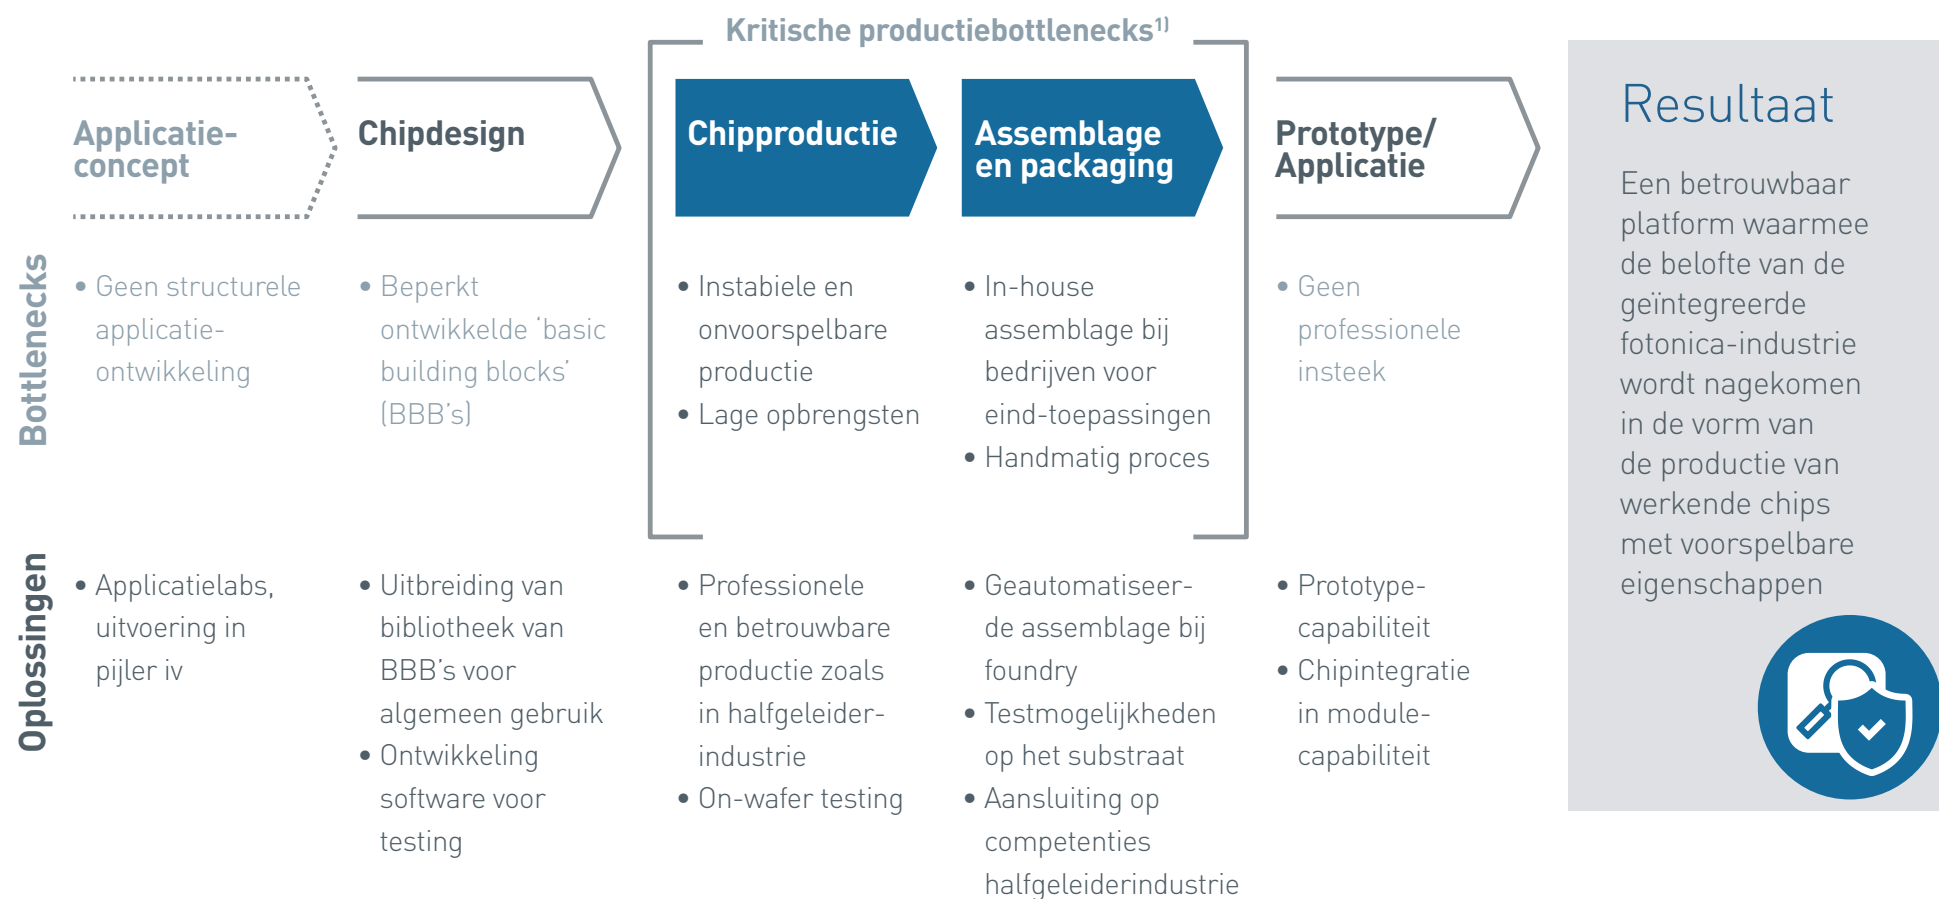 Kritische productiebottlenecks¹⁾
Applicatie-
concept
Chipdesign
Chipproductie
Assemblage
en packaging
Prototype/
Applicatie
Bottlenecks
• Geen structurele
applicatie-
ontwikkeling
• Beperkt
ontwikkelde ‘basic
building blocks’
(BBB’s)
• Instabiele en
onvoorspelbare
productie
• Lage opbrengsten
• In-house
assemblage bij
bedrijven voor
eind-toepassingen
• Handmatig proces
• Geen
professionele
insteek
Oplossingen
• Applicatielabs,
uitvoering in
pijler iv
• Uitbreiding van
bibliotheek van
BBB’s voor
algemeen gebruik
• Ontwikkeling
software voor
testing
• Professionele
en betrouwbare
productie zoals
in halfgeleider-
industrie
• On-wafer testing
• Geautomatiseer-
de assemblage bij
foundry
• Testmogelijkheden
op het substraat
• Aansluiting op
competenties
halfgeleiderindustrie
• Prototype-
capabiliteit
• Chipintegratie
in module-
capabiliteit
Resultaat
Een betrouwbaar
platform waarmee
de belofte van de
geïntegreerde
fotonica-industrie
wordt nagekomen
in de vorm van
de productie van
werkende chips
met voorspelbare
eigenschappen